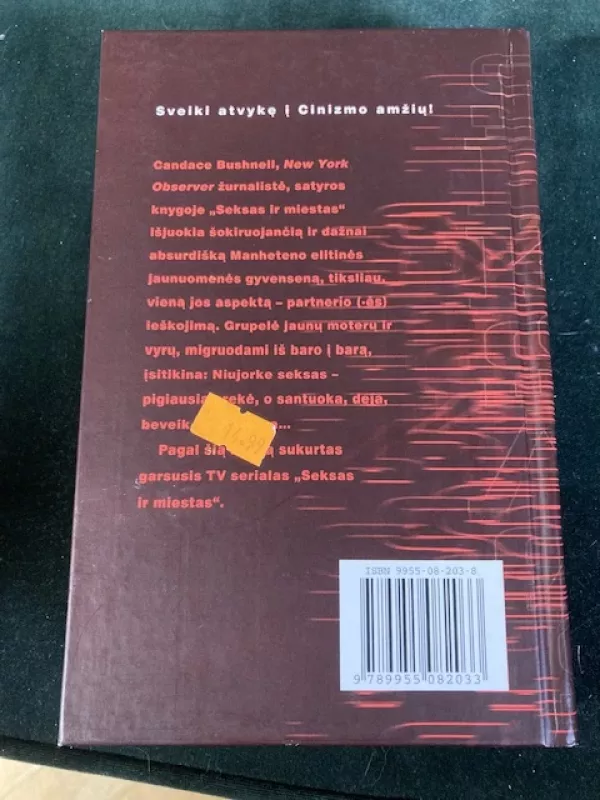 Sveiki atvykę į Cinizmo amžių!
Candace Bushnell, New York
Observer žurnalistė, satyros
knygoje „Seksas ir miestas“
išjuokia šokiruojančią ir dažnai
absurdišką Manheteno elitinės
jaunuomenės gyvenseną, tiksliau,
vieną jos aspektą – partnerio (-ės)
ieškojimą. Grupelė jaunų moterų ir
vyrų, migruodami iš baro į barą,
įsitikina: Niujorke seksas –
pigiausia o santuoka, deja,
beveik
Pagal šią sukurtas
garsusis TV serialas „Seksas
ir miestas“.
14.99
ISBN 9955-08-203-8
9 789955 082033